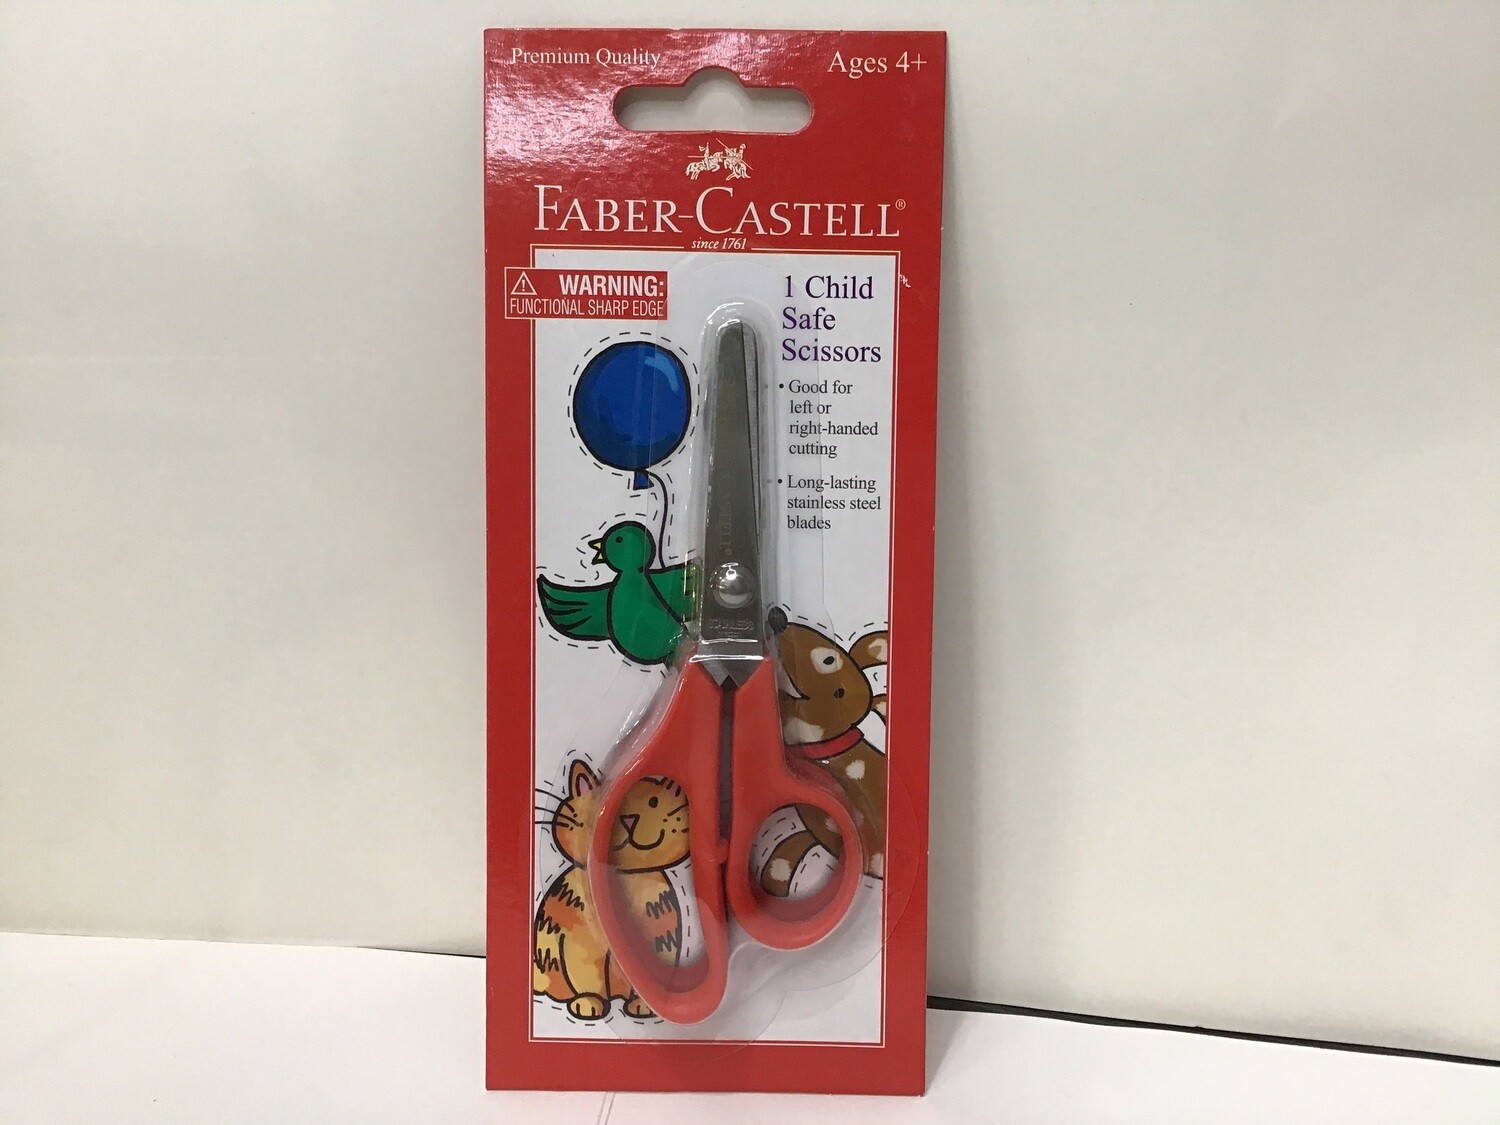 Premium Quality
Ages 4+
FABER-CASTELL®
since 1761
WARNING:
FUNCTIONAL SHARP EDGE
1 Child
Safe
Scissors
• Good for
left or
right-handed
cutting
• Long-lasting
stainless steel
blades
STAINLESS